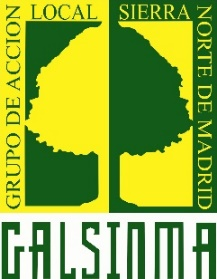 GRUPO DE ACCION
LOCAL SIERRA
NORTE DE MADRID
GALSINMA